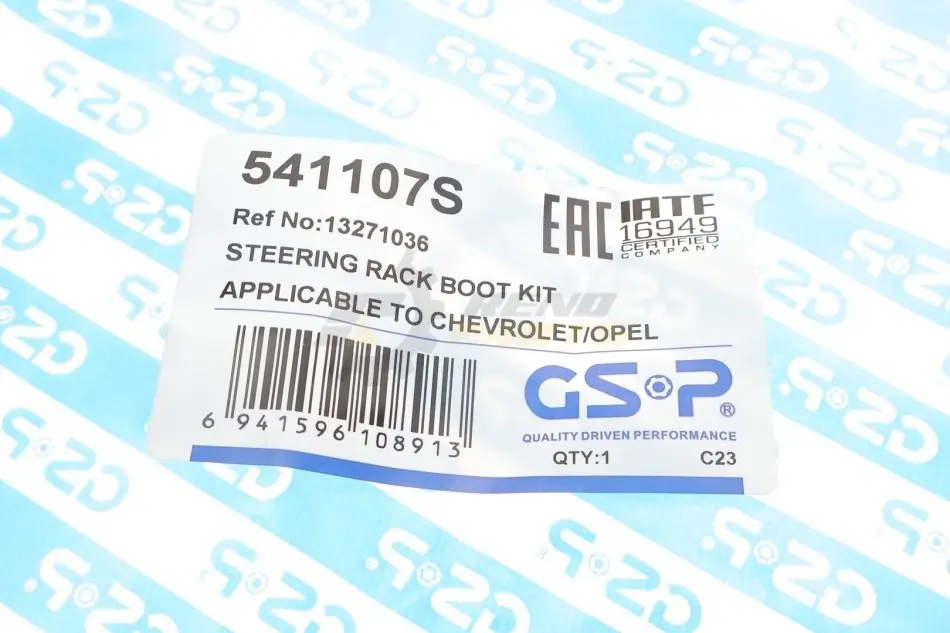 541107S
Ref No:13271036
STEERING RACK BOOT KIT
APPLICABLE TO CHEVROLET/OPEL
EAC
IATF
16949
CERTIFIED
COMPANY
RENO
6 941596 108913
GSP®
QUALITY DRIVEN PERFORMANCE
QTY:1 C23